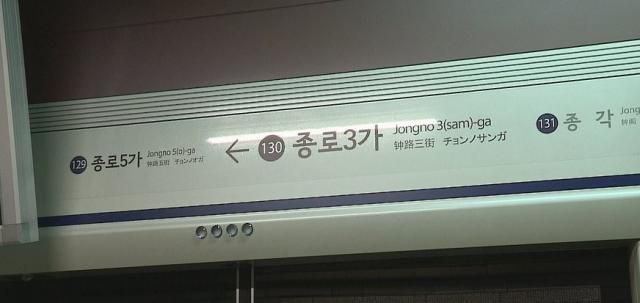 129 종로5가 Jongno 5(o)-ga
钟路五街 チョンノオガ
← 130 종로3가 Jongno 3(sam)-ga
钟路三街 チョンノサンガ
131 종 각